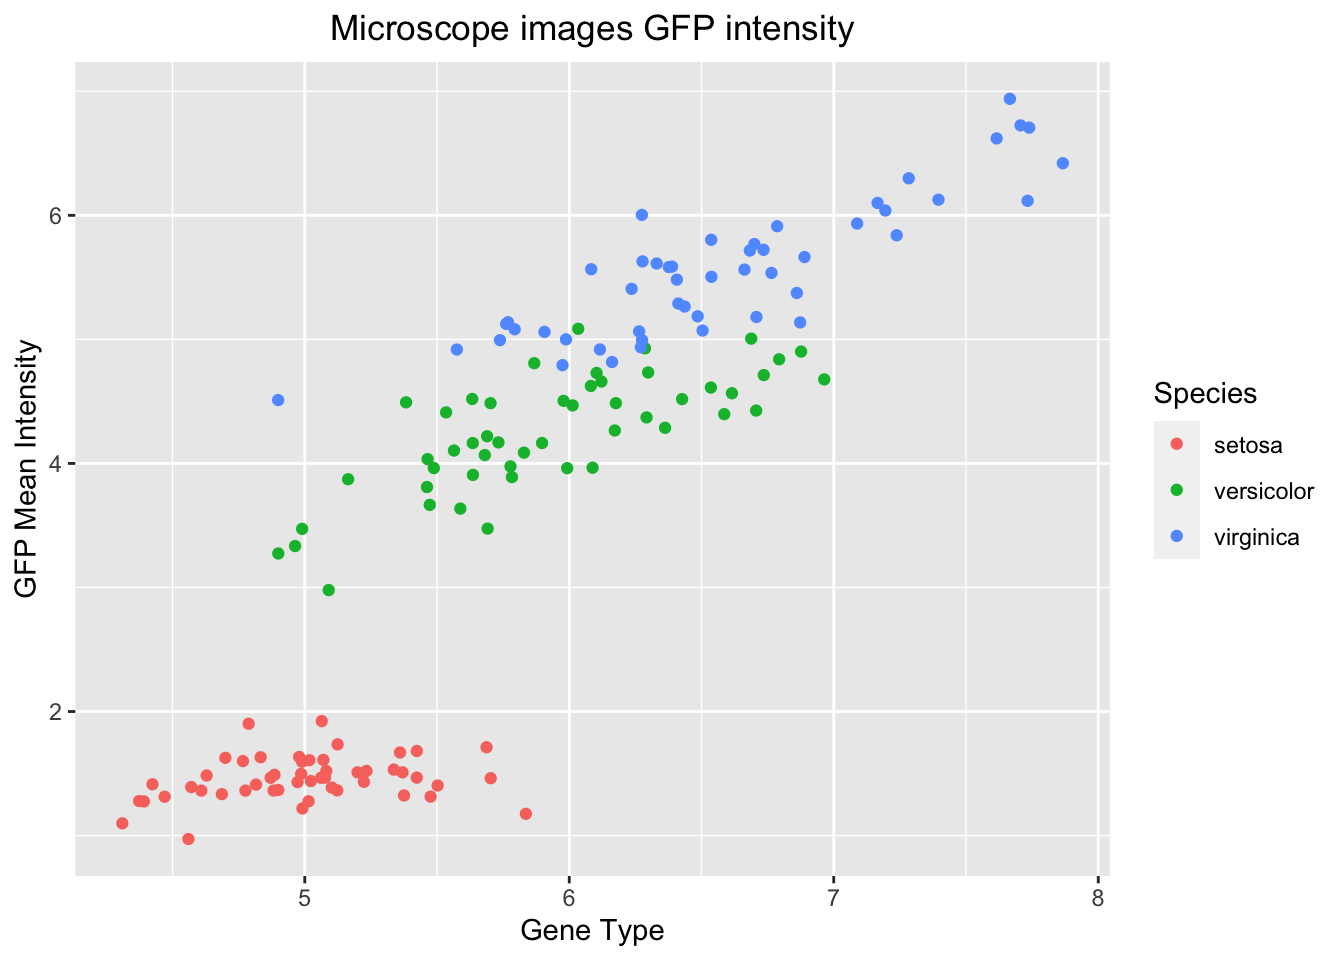 Microscope images GFP intensity
GFP Mean Intensity
6
4
2
5
6
7
8
Gene Type
Species
setosa
versicolor
virginica